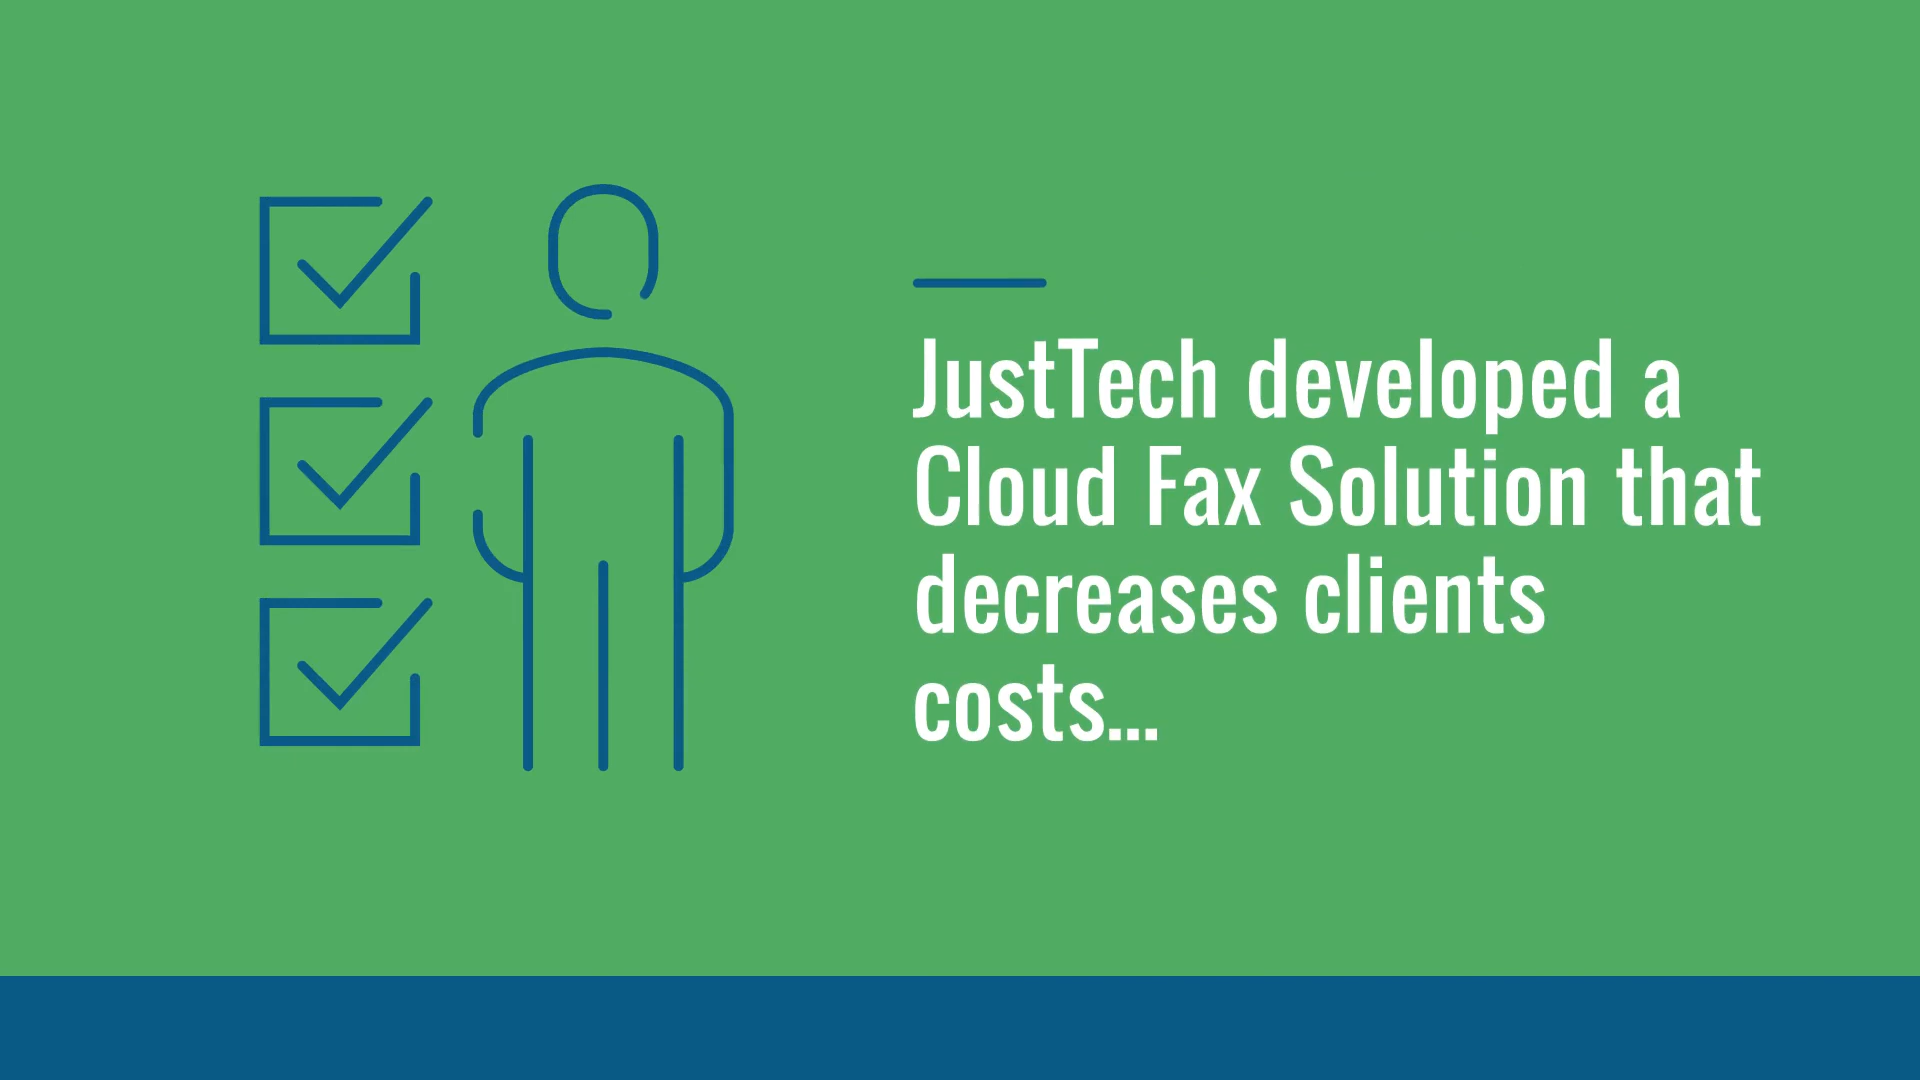 JustTech developed a
Cloud Fax Solution that
decreases clients
costs...